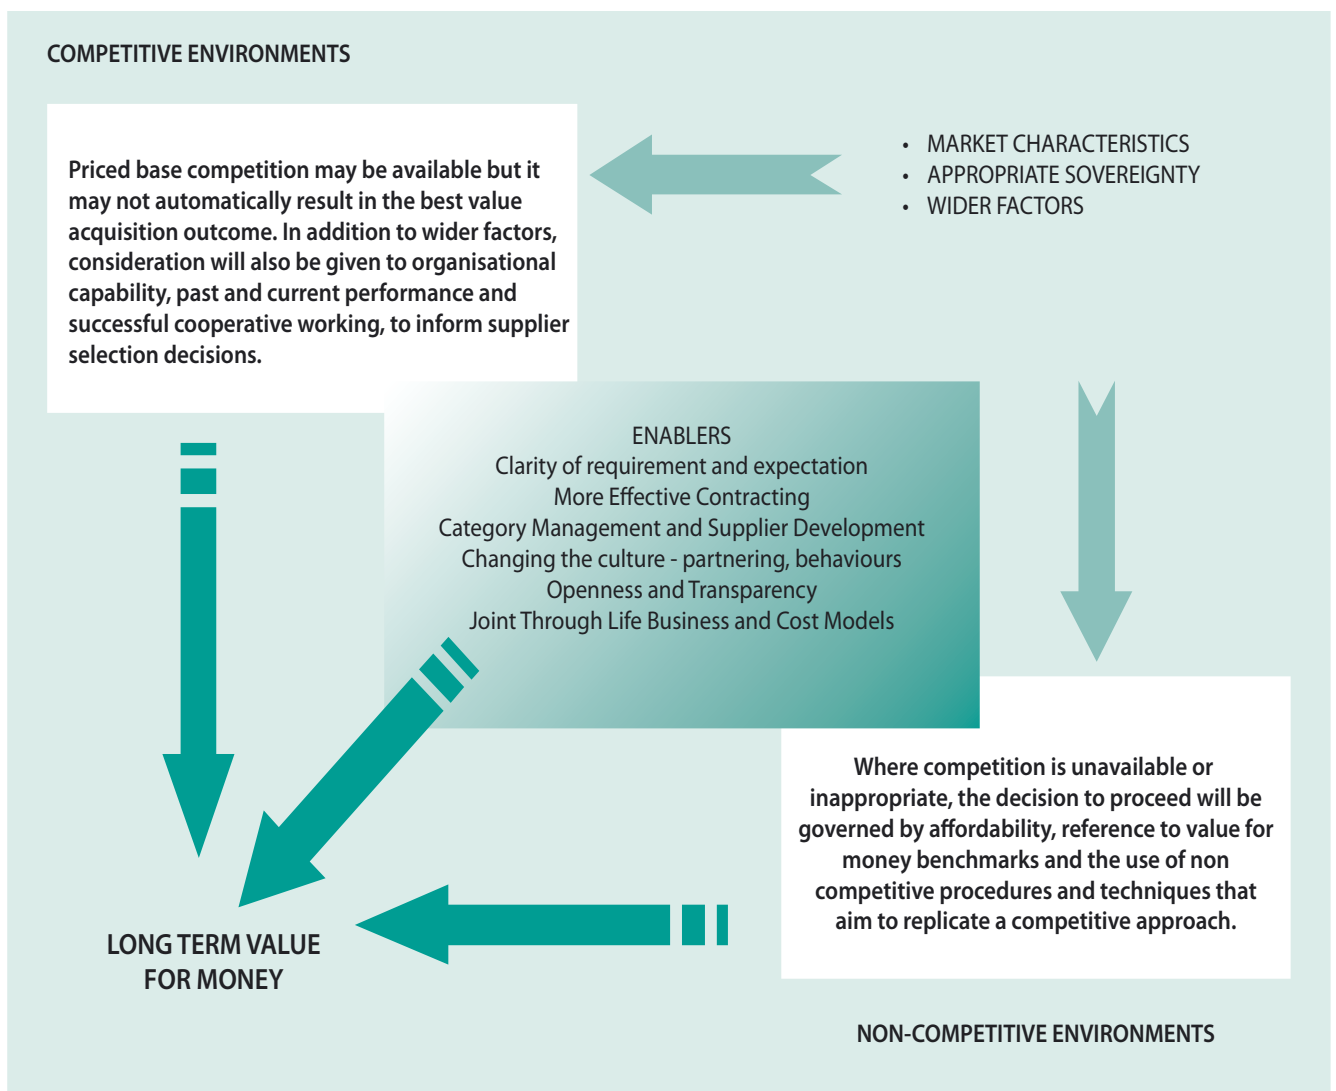 COMPETITIVE ENVIRONMENTS
Priced base competition may be available but it
may not automatically result in the best value
acquisition outcome. In addition to wider factors,
consideration will also be given to organisational
capability, past and current performance and
successful cooperative working, to inform supplier
selection decisions.
• MARKET CHARACTERISTICS
• APPROPRIATE SOVEREIGNTY
• WIDER FACTORS
ENABLERS
Clarity of requirement and expectation
More Effective Contracting
Category Management and Supplier Development
Changing the culture - partnering, behaviours
Openness and Transparency
Joint Through Life Business and Cost Models
Where competition is unavailable or
inappropriate, the decision to proceed will be
governed by affordability, reference to value for
money benchmarks and the use of non
competitive procedures and techniques that
aim to replicate a competitive approach.
LONG TERM VALUE
FOR MONEY
NON-COMPETITIVE ENVIRONMENTS